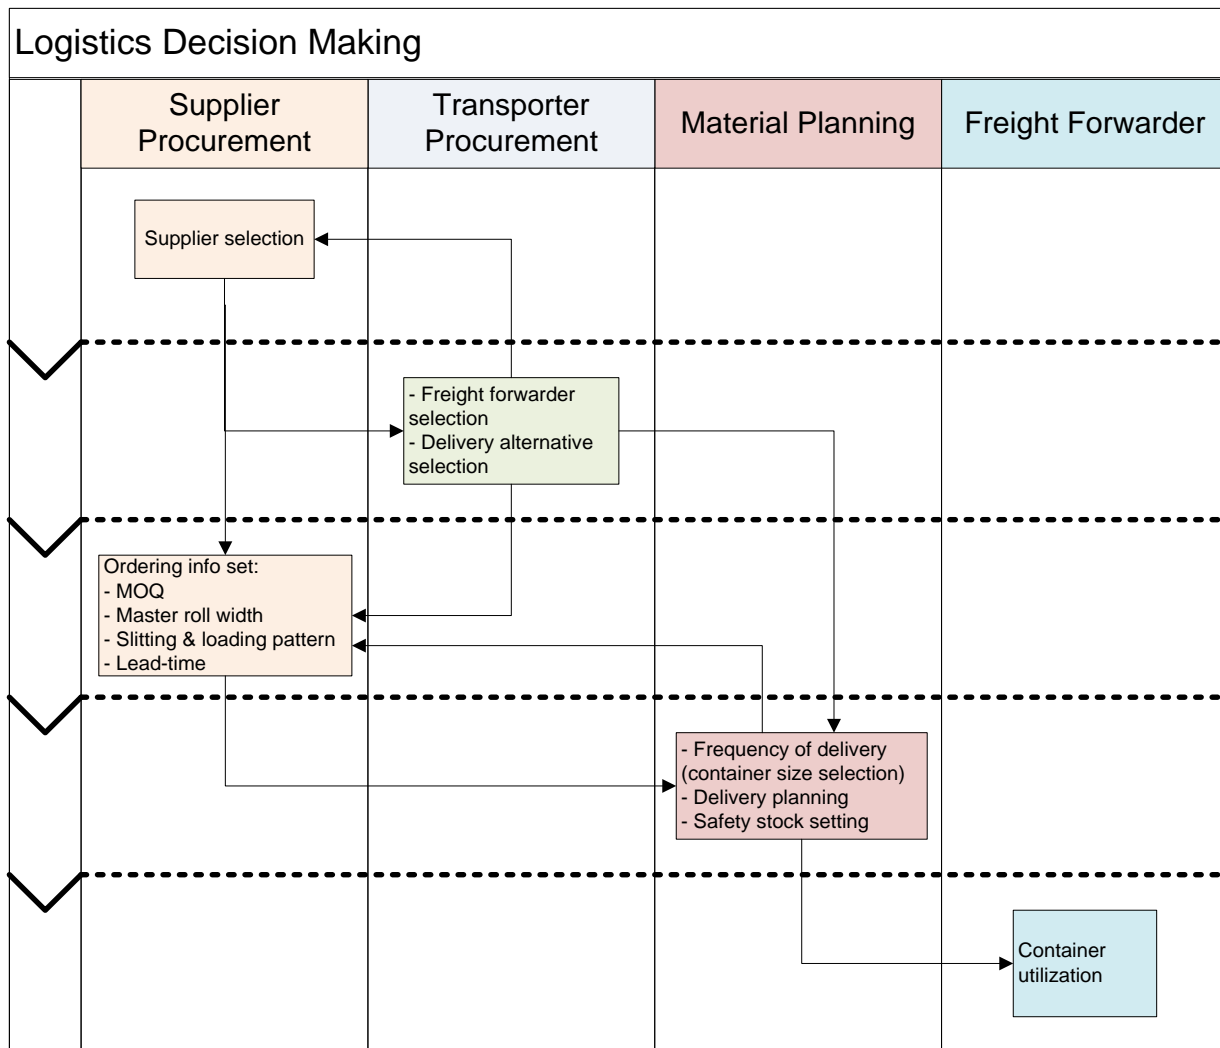 Logistics Decision Making
Supplier
Procurement
Transporter
Procurement
Material Planning
Freight Forwarder
Supplier selection
- Freight forwarder
selection
- Delivery alternative
selection
Ordering info set:
- MOQ
- Master roll width
- Slitting & loading pattern
- Lead-time
- Frequency of delivery
(container size selection)
- Delivery planning
- Safety stock setting
Container
utilization